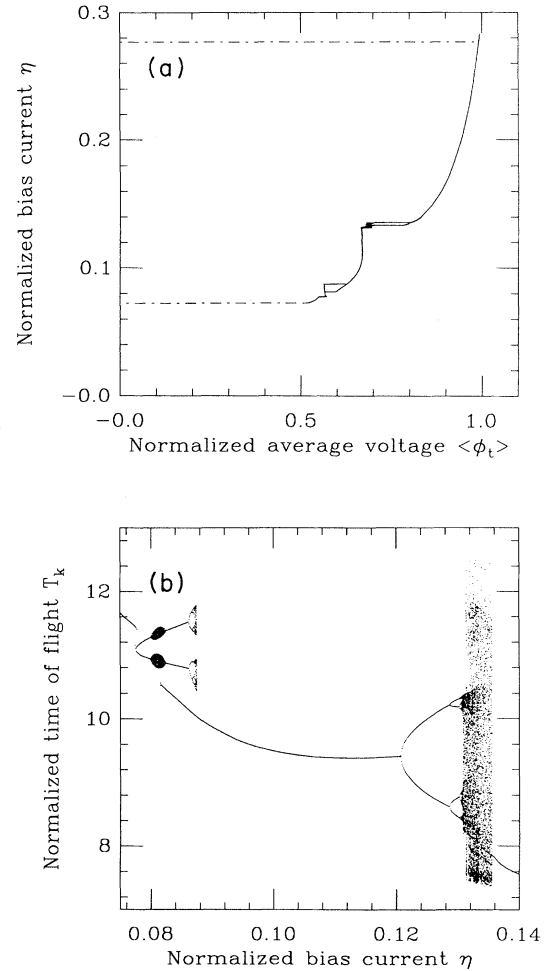 0.3
(a)
0.2
0.1
−0.0
Normalized bias current η
−0.0 0.5 1.0
Normalized average voltage <ϕₜ>
12
(b)
10
8
Normalized time of flight Tₖ
0.08 0.10 0.12 0.14
Normalized bias current η